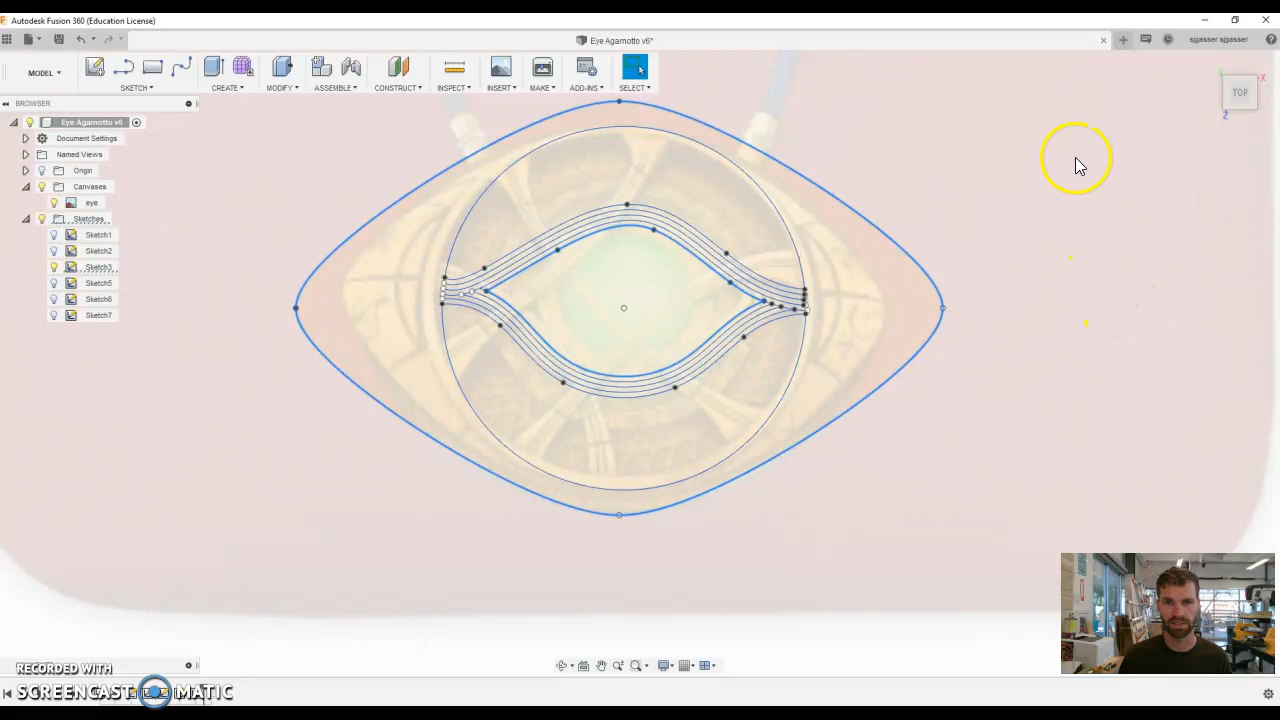 Autodesk Fusion 360 (Education License)
Eye Agamotto v6*
sjgasser sjgasser
MODEL
SKETCH
CREATE
MODIFY
ASSEMBLE
CONSTRUCT
INSPECT
INSERT
MAKE
ADD-INS
SELECT
BROWSER
Eye Agamotto v6
Document Settings
Named Views
Origin
Canvases
eye
Sketches
Sketch1
Sketch2
Sketch3
Sketch5
Sketch6
Sketch7
TOP
X
Z
RECORDED WITH
SCREENCAST MATIC